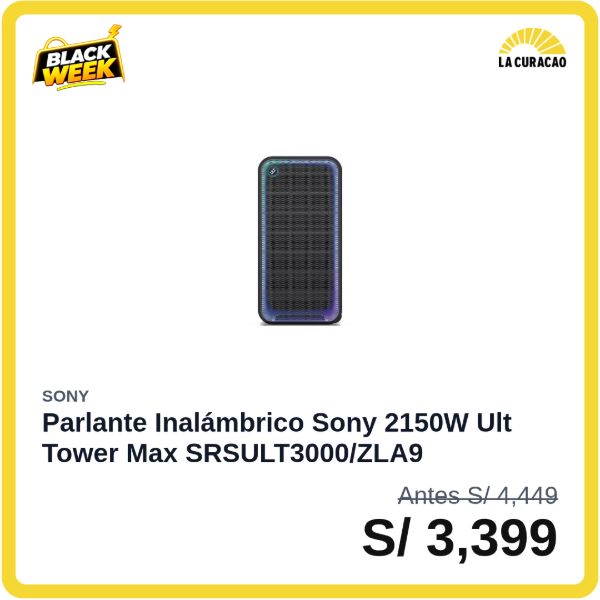 BLACK
WEEK
LA CURACAO
SONY
Parlante Inalámbrico Sony 2150W Ult
Tower Max SRSULT3000/ZLA9
Antes S/ 4,449
S/ 3,399